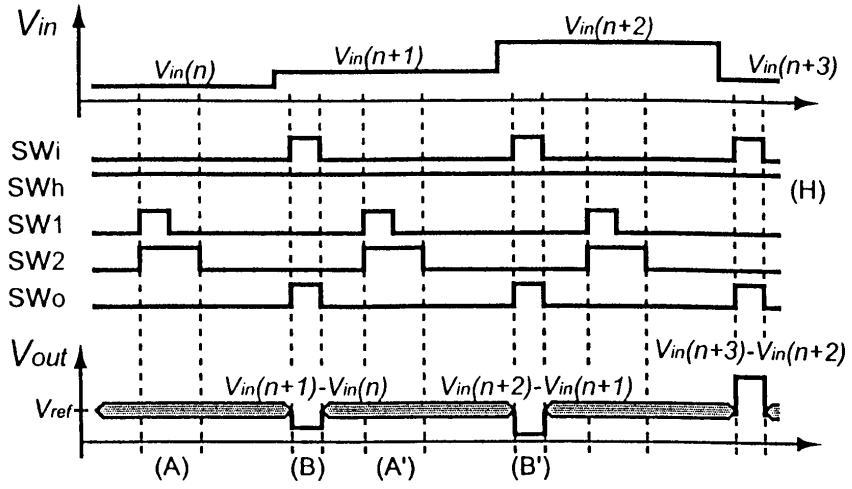 Vin
Vin(n)
Vin(n+1)
Vin(n+2)
Vin(n+3)
SWi
SWh
(H)
SW1
SW2
SWo
Vout
Vin(n+3)-Vin(n+2)
Vin(n+1)-Vin(n)
Vin(n+2)-Vin(n+1)
Vref
(A)
(B)
(A')
(B')